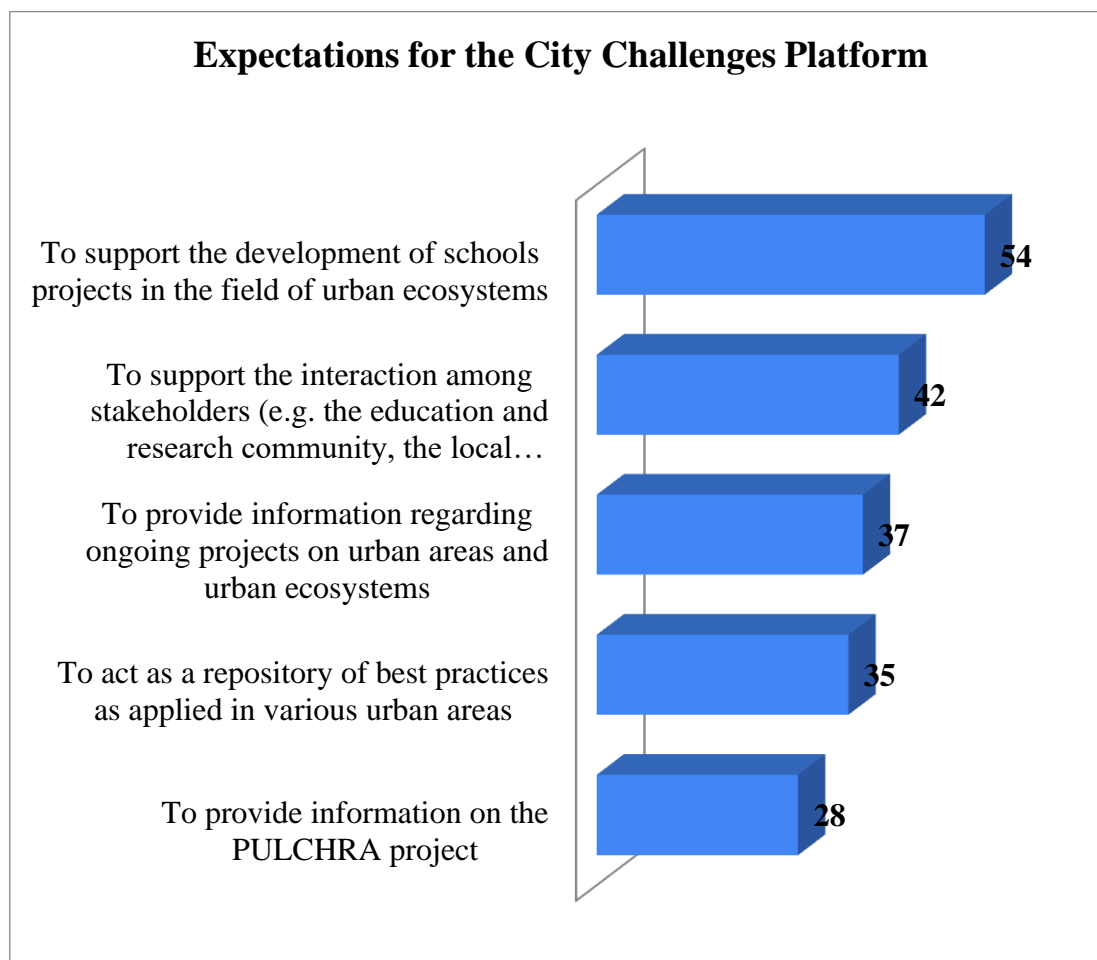 Expectations for the City Challenges Platform
To support the development of schools
projects in the field of urban ecosystems
54
To support the interaction among
stakeholders (e.g. the education and
research community, the local…
42
To provide information regarding
ongoing projects on urban areas and
urban ecosystems
37
To act as a repository of best practices
as applied in various urban areas
35
To provide information on the
PULCHRA project
28